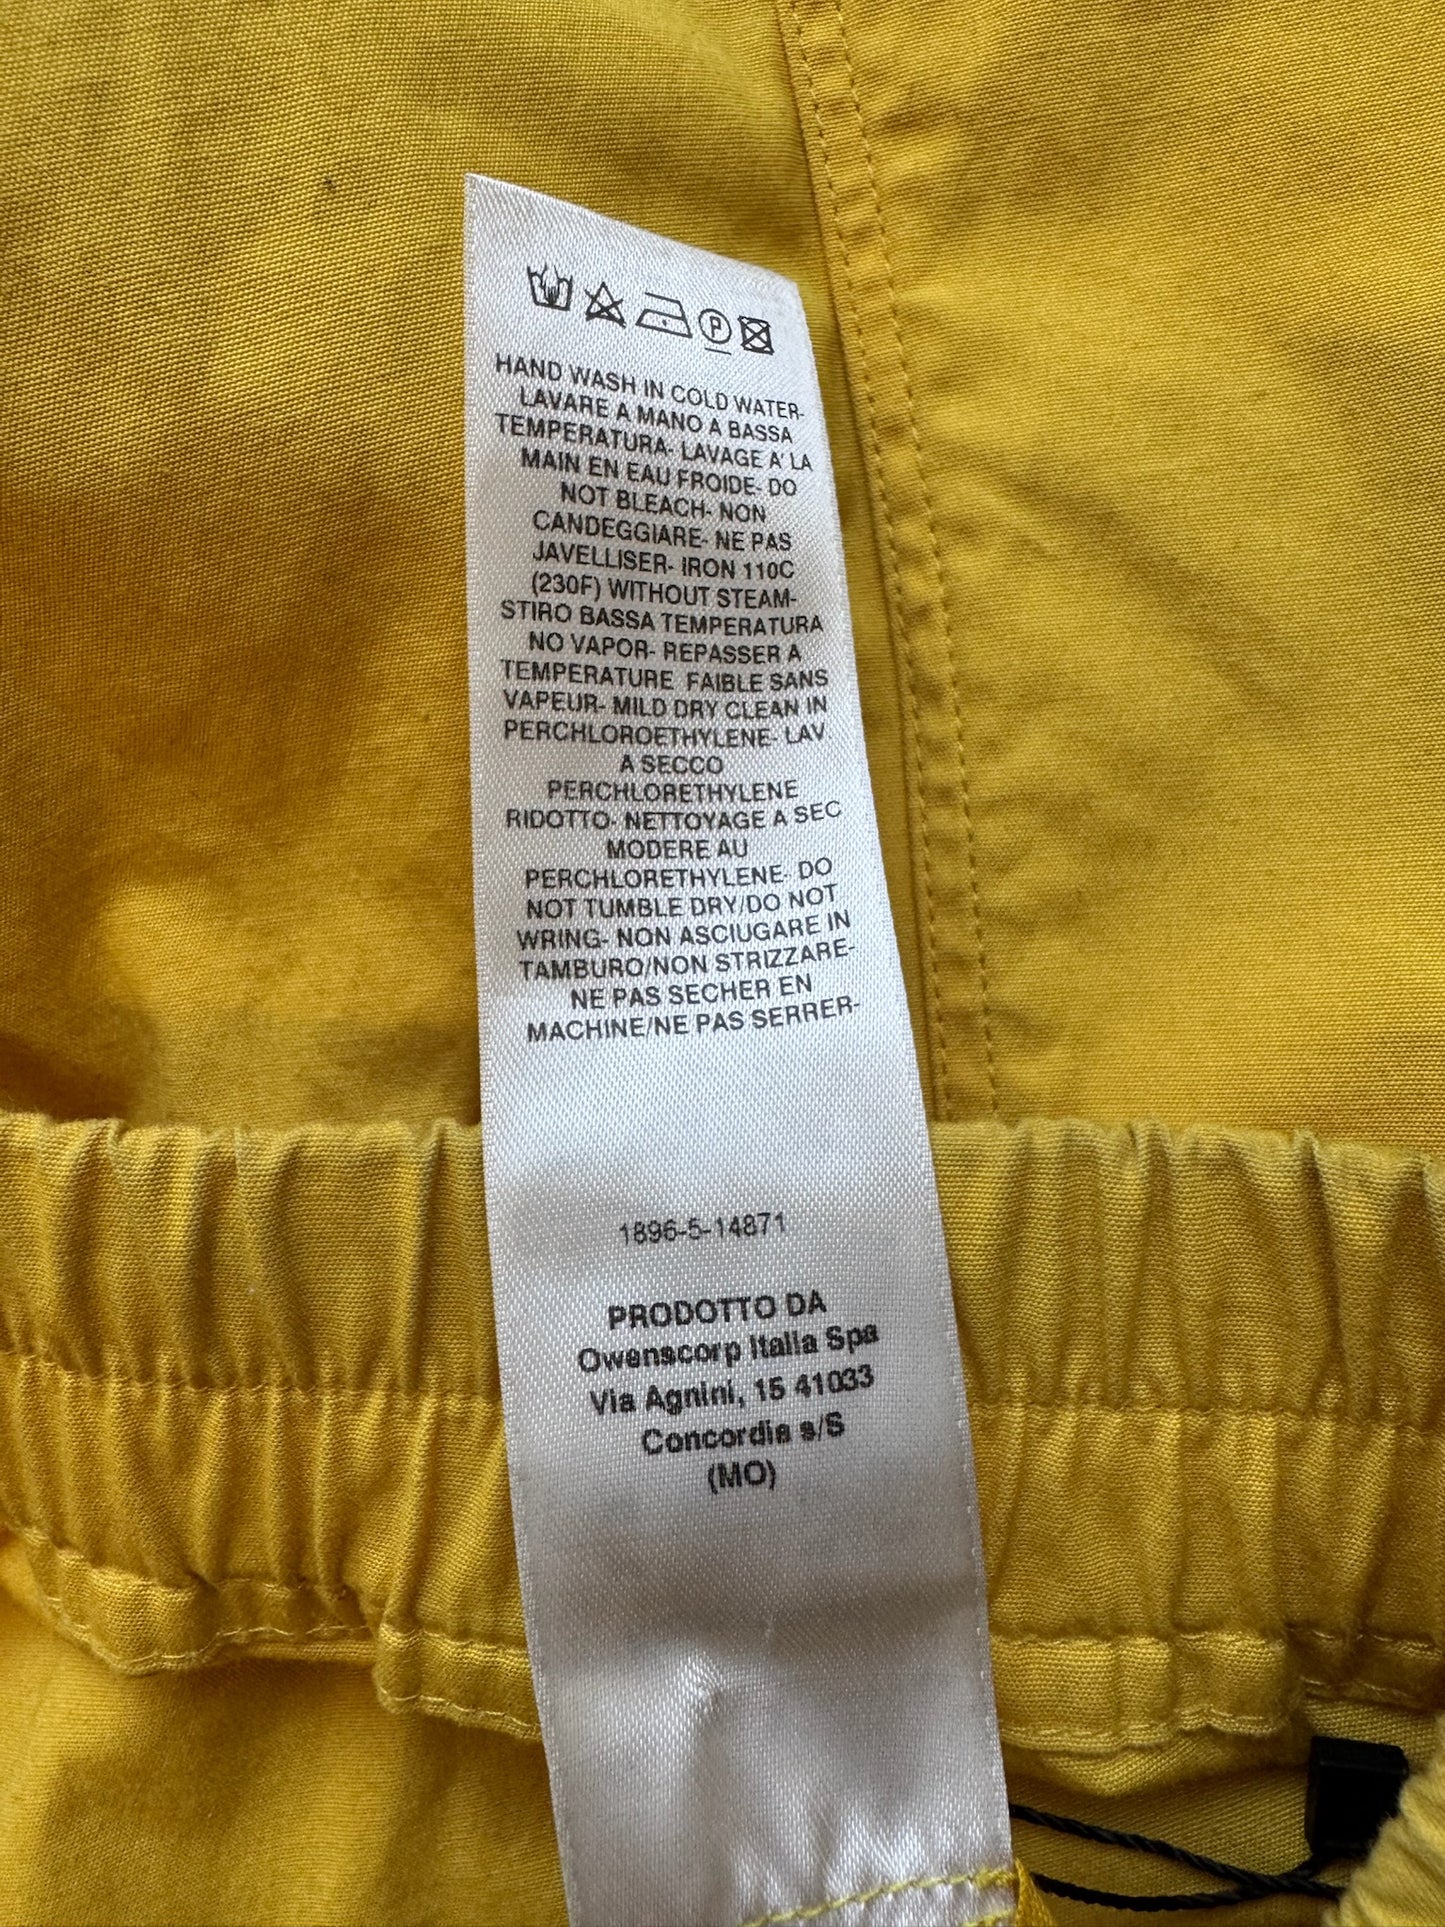 P
HAND WASH IN COLD WATER-
LAVARE A MANO A BASSA
TEMPERATURA- LAVAGE A' LA
MAIN EN EAU FROIDE- DO
NOT BLEACH- NON
CANDEGGIARE- NE PAS
JAVELLISER- IRON 110C
(230F) WITHOUT STEAM-
STIRO BASSA TEMPERATURA
NO VAPOR- REPASSER A
TEMPERATURE FAIBLE SANS
VAPEUR- MILD DRY CLEAN IN
PERCHLOROETHYLENE- LAV.
A SECCO
PERCHLORETHYLENE
RIDOTTO- NETTOYAGE A SEC
MODERE AU
PERCHLORETHYLENE- DO
NOT TUMBLE DRY/DO NOT
WRING- NON ASCIUGARE IN
TAMBURO/NON STRIZZARE-
NE PAS SECHER EN
MACHINE/NE PAS SERRER-
1896-5-14871
PRODOTTO DA
Owenscorp Italia Spa
Via Agnini, 15 41033
Concordia s/S
(MO)